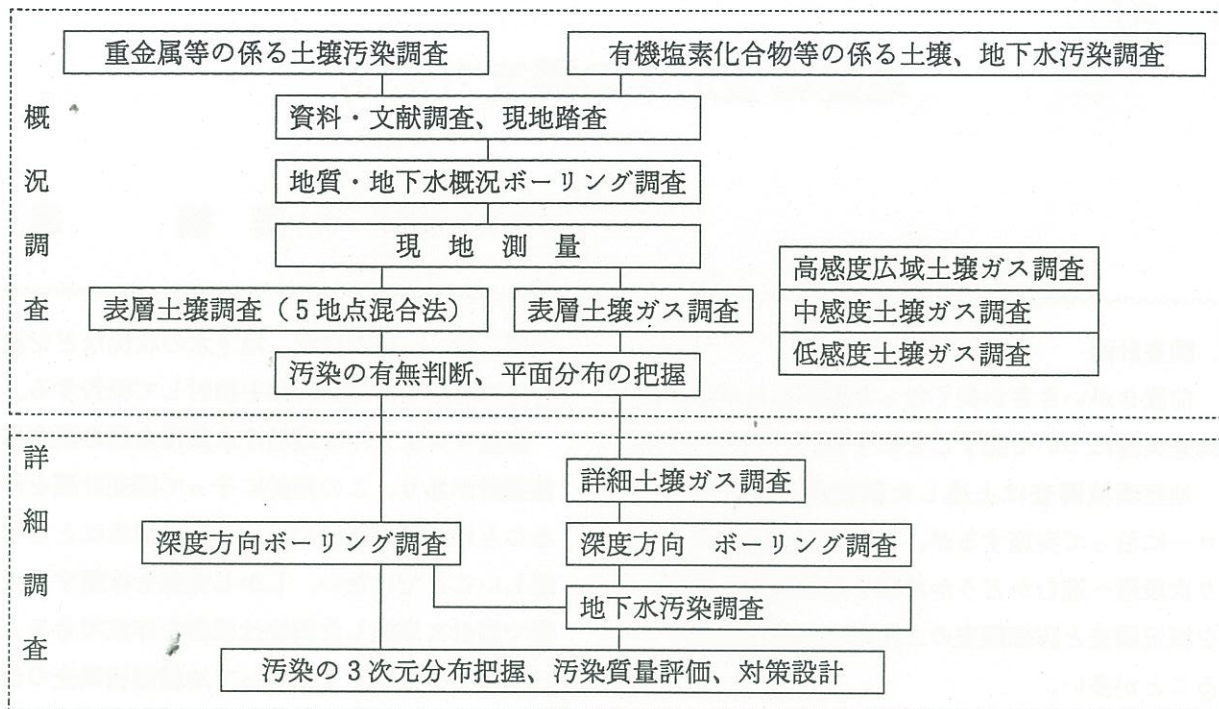 重金属等の係る土壌汚染調査
有機塩素化合物等の係る土壌、地下水汚染調査
概況調査
資料・文献調査、現地踏査
地質・地下水概況ボーリング調査
現 地 測 量
高感度広域土壌ガス調査
中感度土壌ガス調査
低感度土壌ガス調査
表層土壌調査（5地点混合法）
表層土壌ガス調査
汚染の有無判断、平面分布の把握
詳細調査
詳細土壌ガス調査
深度方向ボーリング調査
深度方向　ボーリング調査
地下水汚染調査
汚染の3次元分布把握、汚染質量評価、対策設計